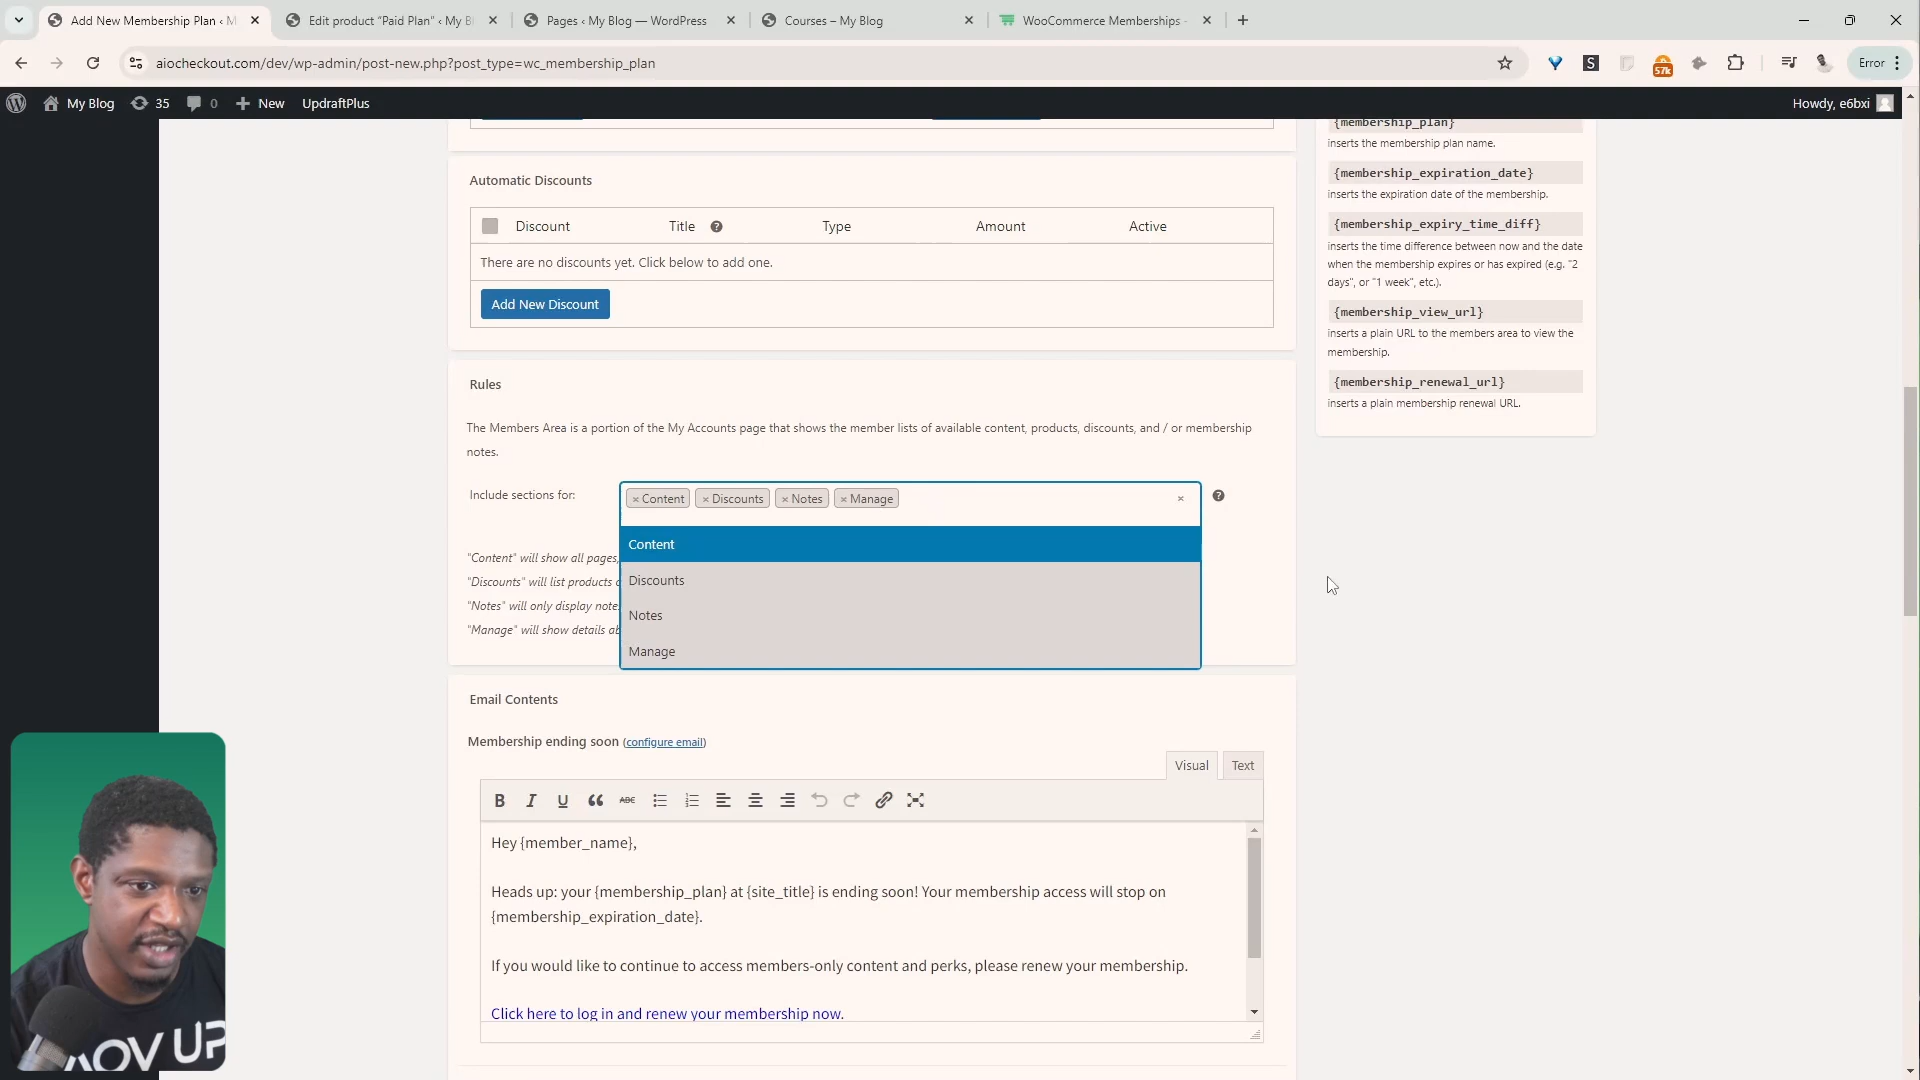 Add New Membership Plan ‹ M
Edit product “Paid Plan” ‹ My B
Pages ‹ My Blog — WordPress
Courses – My Blog
WooCommerce Memberships -
aiocheckout.com/dev/wp-admin/post-new.php?post_type=wc_membership_plan
S
57k
Error
My Blog
35
0
New
UpdraftPlus
Howdy, e6bxi
{membership_plan}
inserts the membership plan name.
{membership_expiration_date}
inserts the expiration date of the membership.
{membership_expiry_time_diff}
inserts the time difference between now and the date
when the membership expires or has expired (e.g. "2
days", or "1 week", etc.).
{membership_view_url}
inserts a plain URL to the members area to view the
membership.
{membership_renewal_url}
inserts a plain membership renewal URL.
Automatic Discounts
Discount
Title
Type
Amount
Active
There are no discounts yet. Click below to add one.
Add New Discount
Rules
The Members Area is a portion of the My Accounts page that shows the member lists of available content, products, discounts, and / or membership
notes.
Include sections for:
× Content
× Discounts
× Notes
× Manage
×
Content
Discounts
Notes
Manage
"Content" will show all pages,
"Discounts" will list products
"Notes" will only display
"Manage" will show details
Email Contents
Membership ending soon (configure email)
Visual
Text
B I U ABC
Hey {member_name},
Heads up: your {membership_plan} at {site_title} is ending soon! Your membership access will stop on
{membership_expiration_date}.
If you would like to continue to access members-only content and perks, please renew your membership.
Click here to log in and renew your membership now.
MOV UP